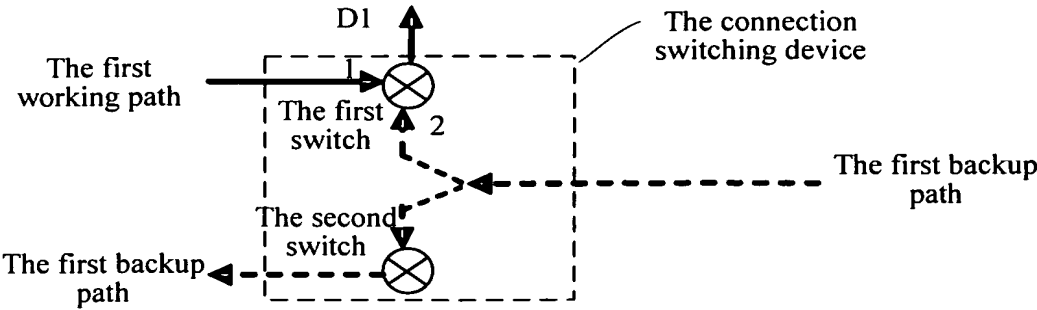 D1
The connection
switching device
The first
working path
1
The first
switch
2
The first backup
path
The second
switch
The first backup
path